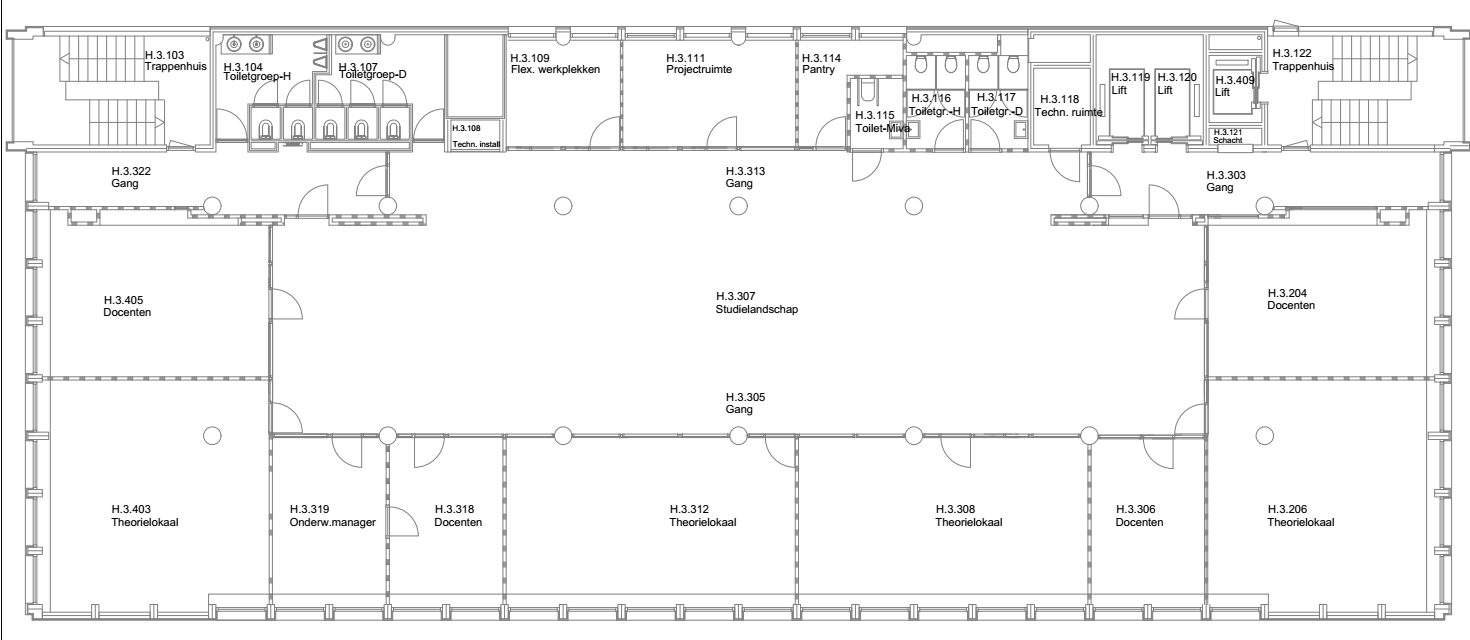 H.3.103
Trappenhuis
H.3.104
Toiletgroep-H
H.3.107
Toiletgroep-D
H.3.108
Techn. install
H.3.109
Flex. werkplekken
H.3.111
Projectruimte
H.3.114
Pantry
H.3.115
Toilet-Miva
H.3.116
Toiletgr.-H
H.3.117
Toiletgr.-D
H.3.118
Techn. ruimte
H.3.119
Lift
H.3.120
Lift
H.3.409
Lift
H.3.121
Schacht
H.3.122
Trappenhuis
H.3.322
Gang
H.3.313
Gang
H.3.303
Gang
H.3.405
Docenten
H.3.307
Studielandschap
H.3.204
Docenten
H.3.305
Gang
H.3.403
Theorielokaal
H.3.319
Onderw.manager
H.3.318
Docenten
H.3.312
Theorielokaal
H.3.308
Theorielokaal
H.3.306
Docenten
H.3.206
Theorielokaal